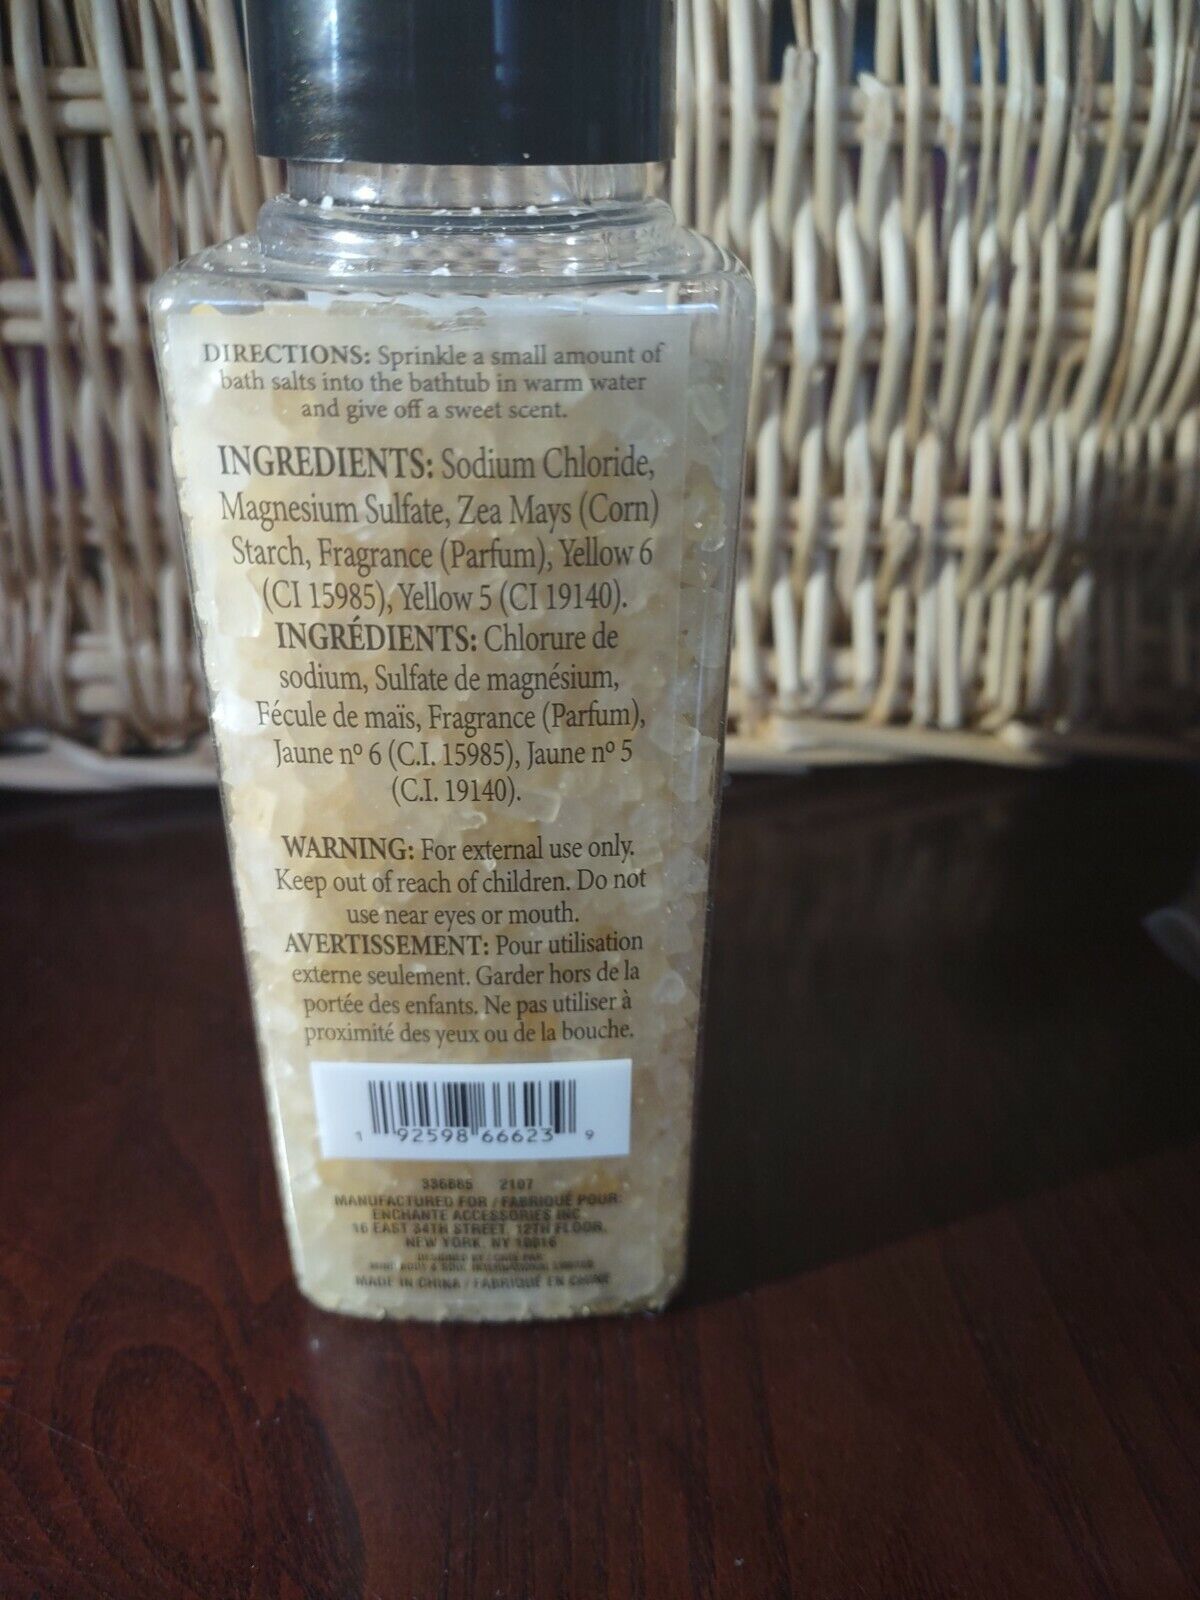 DIRECTIONS: Sprinkle a small amount of
bath salts into the bathtub in warm water
and give off a sweet scent.
INGREDIENTS: Sodium Chloride,
Magnesium Sulfate, Zea Mays (Corn)
Starch, Fragrance (Parfum), Yellow 6
(CI 15985), Yellow 5 (CI 19140).
INGRÉDIENTS: Chlorure de
sodium, Sulfate de magnésium,
Fécule de maïs, Fragrance (Parfum),
Jaune nº 6 (C.I. 15985), Jaune nº 5
(C.I. 19140).
WARNING: For external use only.
Keep out of reach of children. Do not
use near eyes or mouth.
AVERTISSEMENT: Pour utilisation
externe seulement. Garder hors de la
portée des enfants. Ne pas utiliser à
proximité des yeux ou de la bouche.
1 92598 66623 9
2107
MANUFACTURED FOR / FABRIQUÉ POUR:
ENCHANTE ACCESSORIES INC.
16 EAST 34TH STREET, 12TH FLOOR,
NEW YORK, NY 10016
MIND BODY & SOUL INTERNATIONAL LIMITED
MADE IN CHINA / FABRIQUÉ EN CHINE